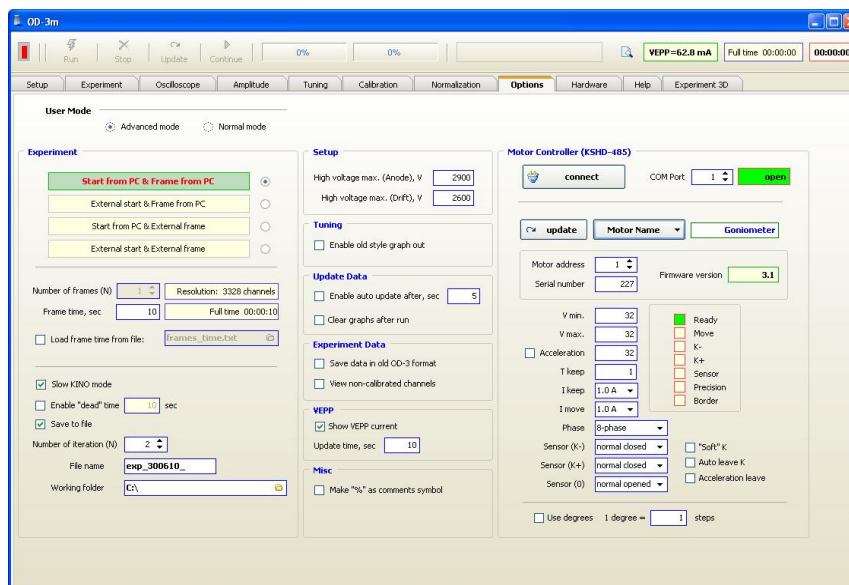 OD-3m
Run
Stop
Update
Continue
0%
0%
VEPP=62.8 mA
Full time 00:00:00
00:00:00
Setup
Experiment
Oscilloscope
Amplitude
Tuning
Calibration
Normalization
Options
Hardware
Help
Experiment 3D
User Mode
Advanced mode
Normal mode
Experiment
Start from PC & Frame from PC
External start & Frame from PC
Start from PC & External frame
External start & External frame
Number of frames (N) 1 Resolution: 3328 channels
Frame time, sec 10 Full time 00:00:10
Load frame time from file: frames_time.txt
Slow KINO mode
Enable "dead" time 10 sec
Save to file
Number of iteration (N) 2
File name exp_300610_
Working folder C:\
Setup
High voltage max. (Anode), V 2900
High voltage max. (Drift), V 2600
Tuning
Enable old style graph out
Update Data
Enable auto update after, sec 5
Clear graphs after run
Experiment Data
Save data in old OD-3 format
View non-calibrated channels
VEPP
Show VEPP current
Update time, sec 10
Misc
Make "%" as comments symbol
Motor Controller (KSHD-485)
connect COM Port 1 open
update Motor Name Goniometer
Motor address 1
Serial number 227
Firmware version 3.1
V min. 32
V max. 32
Acceleration 32
T keep 1
I keep 1.0 A
I move 1.0 A
Phase 8-phase
Sensor (K-) normal closed
Sensor (K+) normal closed
Sensor (0) normal opened
Ready
Move
K-
K+
Sensor
Precision
Border
"Soft" K
Auto leave K
Acceleration leave
Use degrees 1 degree = 1 steps